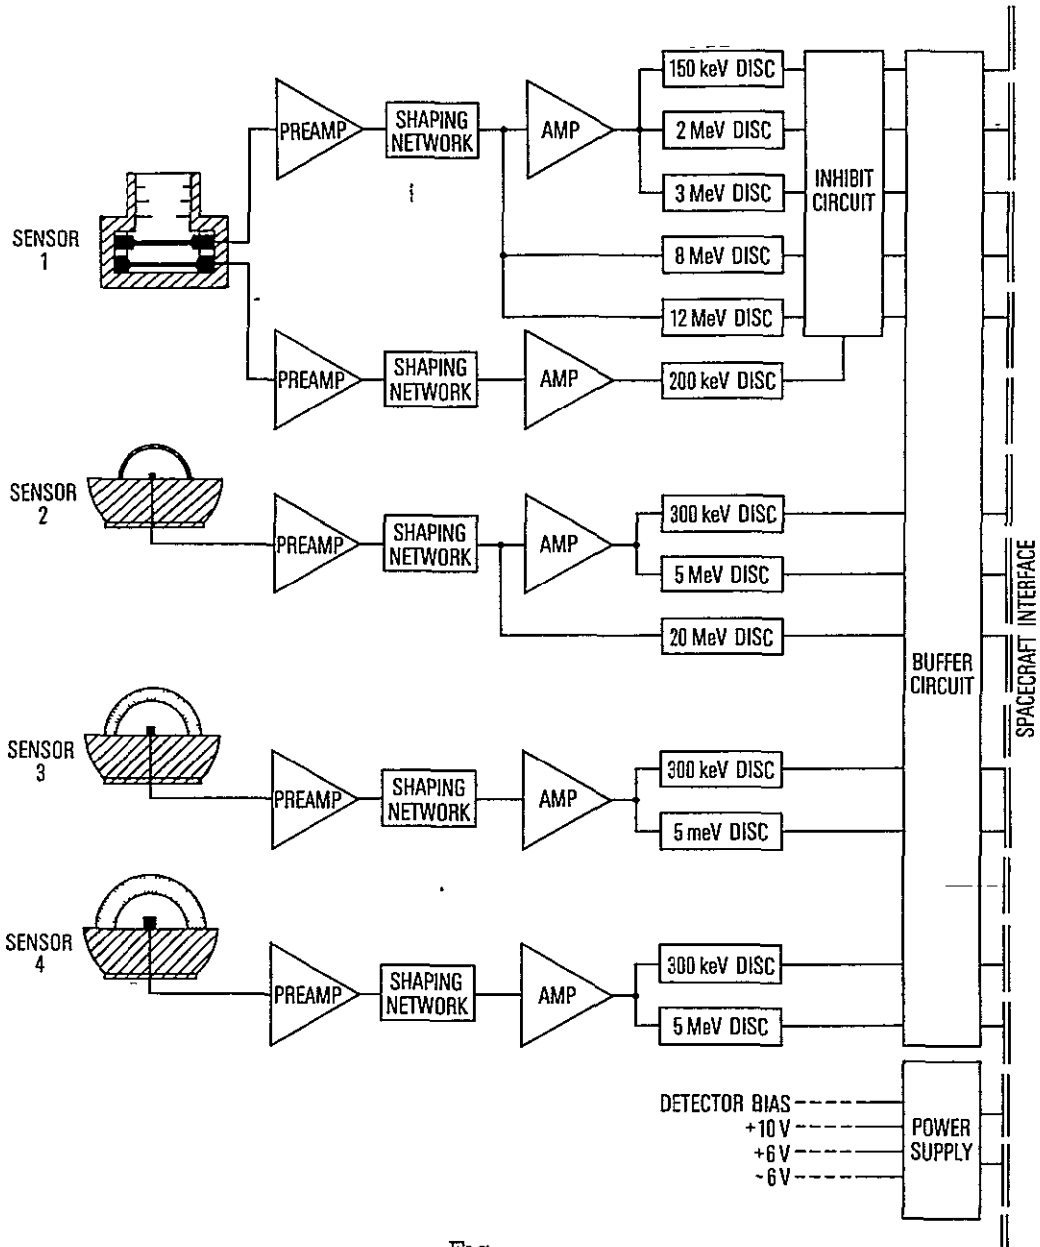 SENSOR
1
PREAMP
SHAPING
NETWORK
AMP
150 keV DISC
2 MeV DISC
3 MeV DISC
8 MeV DISC
12 MeV DISC
INHIBIT
CIRCUIT
PREAMP
SHAPING
NETWORK
AMP
200 keV DISC
SENSOR
2
PREAMP
SHAPING
NETWORK
AMP
300 keV DISC
5 MeV DISC
20 MeV DISC
BUFFER
CIRCUIT
SPACECRAFT INTERFACE
SENSOR
3
PREAMP
SHAPING
NETWORK
AMP
300 keV DISC
5 meV DISC
SENSOR
4
PREAMP
SHAPING
NETWORK
AMP
300 keV DISC
5 MeV DISC
DETECTOR BIAS
+10 V
+6 V
-6 V
POWER
SUPPLY